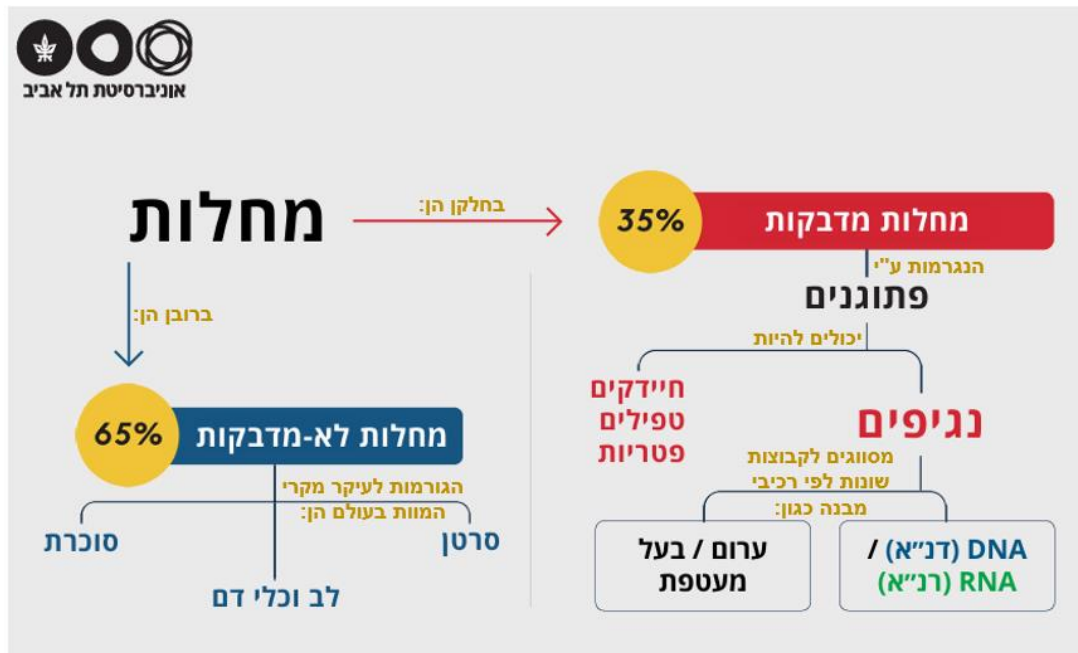 אוניברסיטת תל אביב
מחלות
בחלקן הן:
35%
מחלות מדבקות
הנגרמות ע"י
פתוגנים
יכולים להיות
חיידקים
טפילים
פטריות
נגיפים
מסווגים לקבוצות
שונות לפי רכיבי
מבנה כגון:
DNA (דנ״א) /
RNA (רנ״א)
ערום / בעל
מעטפת
ברובן הן:
65%
מחלות לא-מדבקות
הגורמות לעיקר מקרי
המוות בעולם הן:
סרטן
לב וכלי דם
סוכרת